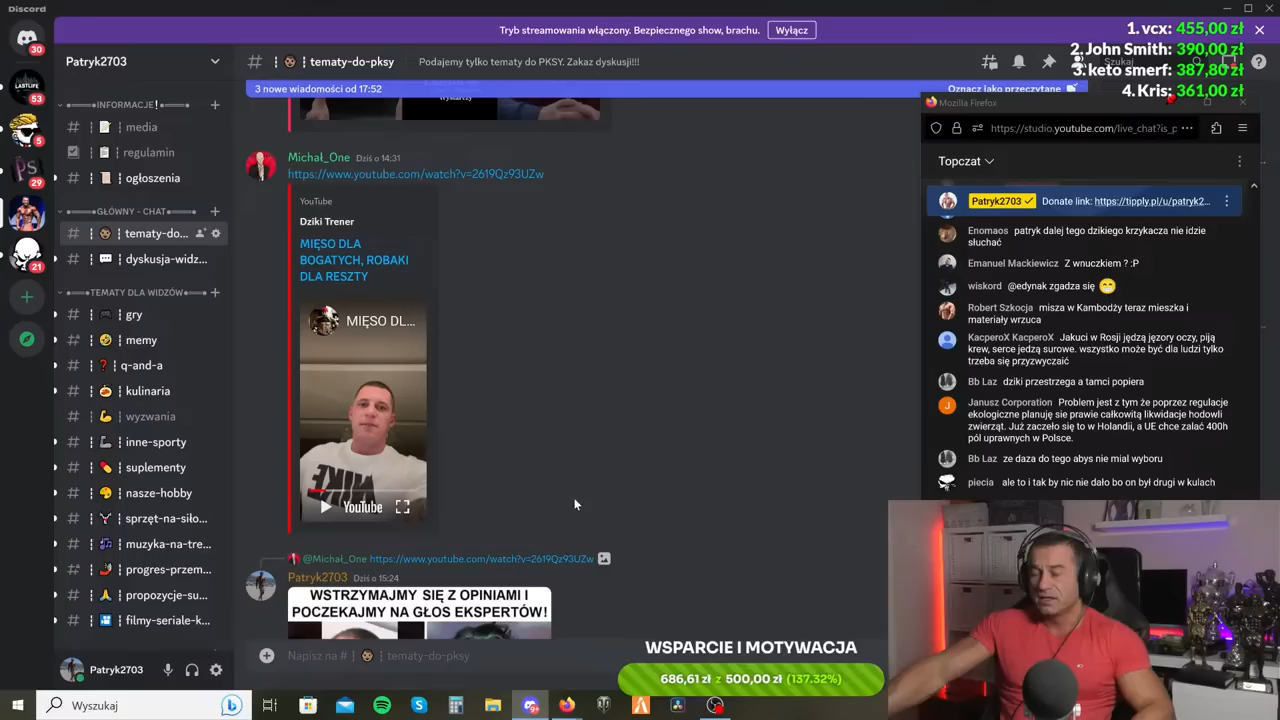 Discord
Tryb streamowania włączony. Bezpiecznego show, brachu.
Wyłącz
1. vcx: 455,00 zł
2. John Smith: 390,00 zł
3. keto smerf: 387,80 zł
4. Kris: 361,00 zł
Patryk2703
tematy-do-pksy
Podajemy tylko tematy do PKSY. Zakaz dyskusji!!!
Szukaj
3 nowe wiadomości od 17:52
Oznacz jako przeczytane
30
53
5
29
21
INFORMACJE!
media
regulamin
ogłoszenia
GŁÓWNY - CHAT
tematy-do...
dyskusja-widz...
TEMATY DLA WIDZÓW
gry
memy
q-and-a
kulinaria
wyzwania
inne-sporty
suplementy
nasze-hobby
sprzęt-na-siło...
muzyka-na-tre...
progres-przem...
propozycje-su...
filmy-seriale-k...
Patryk2703
Michał_One Dziś o 14:31
https://www.youtube.com/watch?v=2619Qz93UZw
YouTube
Dziki Trener
MIĘSO DLA
BOGATYCH, ROBAKI
DLA RESZTY
MIĘSO DL...
NIKE
YouTube
@Michał_One https://www.youtube.com/watch?v=2619Qz93UZw
Patryk2703 Dziś o 15:24
WSTRZYMAJMY SIĘ Z OPINIAMI I
POCZEKAJMY NA GŁOS EKSPERTÓW!
Napisz na # tematy-do-pksy
Mozilla Firefox
https://studio.youtube.com/live_chat?is_p
Topczat
Patryk2703 Donate link: https://tipply.pl/u/patryk2...
Enomaos patryk dalej tego dzikiego krzykacza nie idzie
słuchać
Emanuel Mackiewicz Z wnuczkiem ? :P
wiskord @edynak zgadza się
Robert Szkocja misza w Kambodży teraz mieszka i
materiały wrzuca
KacperoX KacperoX Jakuci w Rosji jędzą jęzory oczy, piją
krew, serce jedzą surowe. wszystko może być dla ludzi tylko
trzeba się przyzwyczaić
Bb Laz dziki przestrzega a tamci popiera
Janusz Corporation Problem jest z tym że poprzez regulacje
ekologiczne planuję się prawie całkowitą likwidacje hodowli
zwierząt. Już zaczeło się to w Holandii, a UE chce zalać 400h
pól uprawnych w Polsce.
Bb Laz ze daza do tego abys nie mial wyboru
piecia ale to i tak by nic nie dało bo on był drugi w kulach
WSPARCIE I MOTYWACJA
686,61 zł z 500,00 zł (137.32%)
Wyszukaj